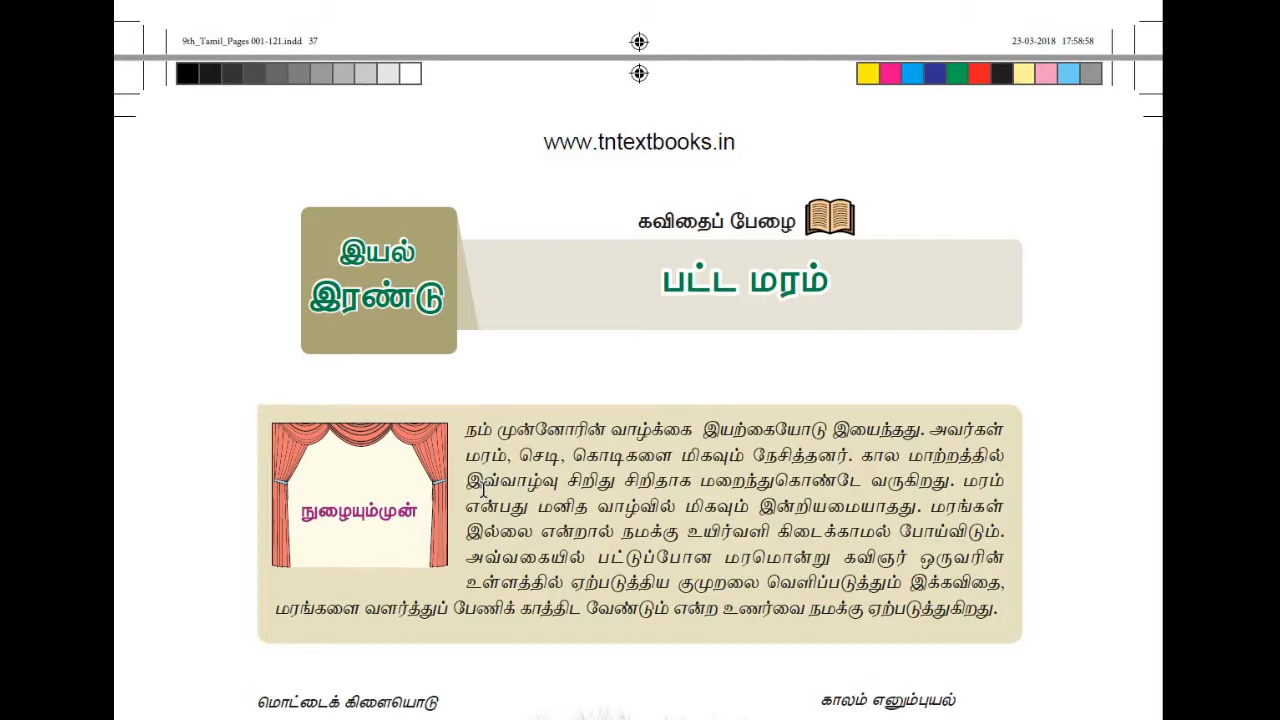 9th_Tamil_Pages 001-121.indd 37
23-03-2018 17:58:58
www.tntextbooks.in
கவிதைப் பேழை
இயல்
இரண்டு
பட்ட மரம்
நுழையும்முன்
நம் முன்னோரின் வாழ்க்கை இயற்கையோடு இயைந்தது. அவர்கள்
மரம், செடி, கொடிகளை மிகவும் நேசித்தனர். கால மாற்றத்தில்
இவ்வாழ்வு சிறிது சிறிதாக மறைந்துகொண்டே வருகிறது. மரம்
என்பது மனித வாழ்வில் மிகவும் இன்றியமையாதது. மரங்கள்
இல்லை என்றால் நமக்கு உயிர்வளி கிடைக்காமல் போய்விடும்.
அவ்வகையில் பட்டுப்போன மரமொன்று கவிஞர் ஒருவரின்
உள்ளத்தில் ஏற்படுத்திய குமுறலை வெளிப்படுத்தும் இக்கவிதை,
மரங்களை வளர்த்துப் பேணிக் காத்திட வேண்டும் என்ற உணர்வை நமக்கு ஏற்படுத்துகிறது.
மொட்டைக் கிளையொடு
காலம் எனும்புயல்